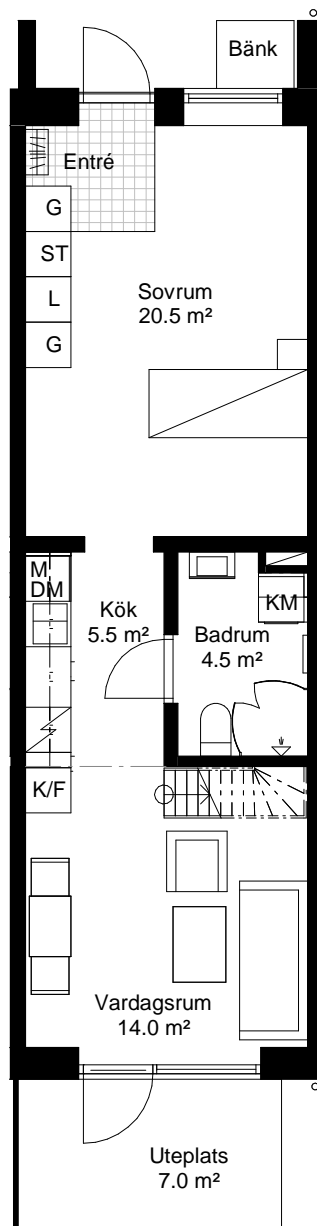 Bänk
Entré
G
ST
L
G
Sovrum
20.5 m²
M
DM
Kök
5.5 m²
KM
Badrum
4.5 m²
K/F
Vardagsrum
14.0 m²
Uteplats
7.0 m²